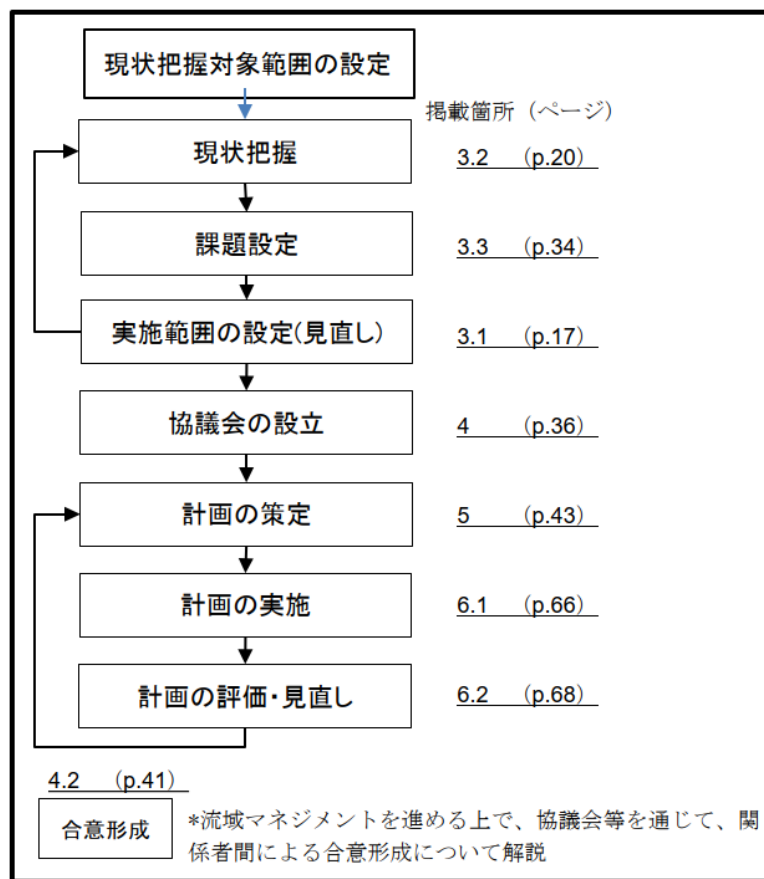 現状把握対象範囲の設定
掲載箇所（ページ）
現状把握
3.2 （p.20）
課題設定
3.3 （p.34）
実施範囲の設定(見直し)
3.1 （p.17）
協議会の設立
4 （p.36）
計画の策定
5 （p.43）
計画の実施
6.1 （p.66）
計画の評価・見直し
6.2 （p.68）
4.2 （p.41）
合意形成
*流域マネジメントを進める上で、協議会等を通じて、関
係者間による合意形成について解説